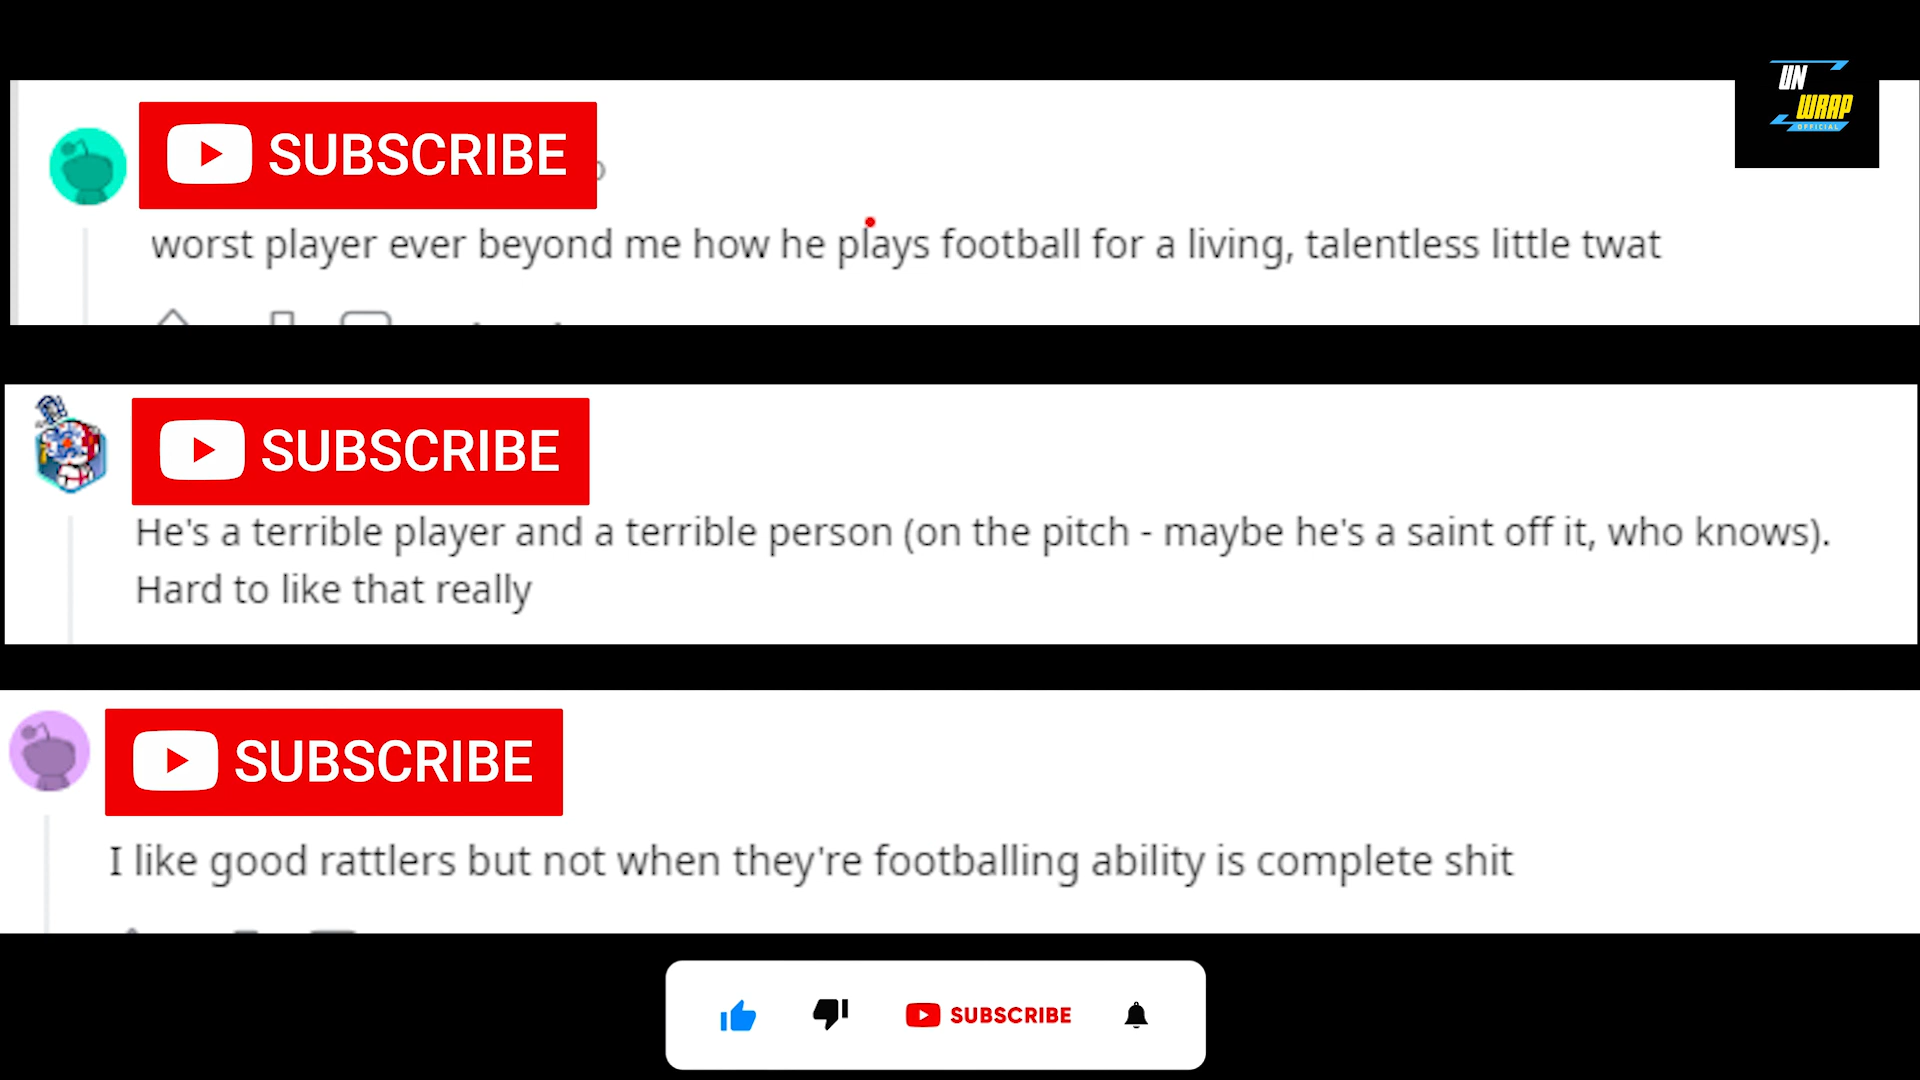 UN
WRAP
OFFICIAL
SUBSCRIBE
worst player ever beyond me how he plays football for a living, talentless little twat
SUBSCRIBE
He's a terrible player and a terrible person (on the pitch - maybe he's a saint off it, who knows).
Hard to like that really
SUBSCRIBE
I like good rattlers but not when they're footballing ability is complete shit
SUBSCRIBE